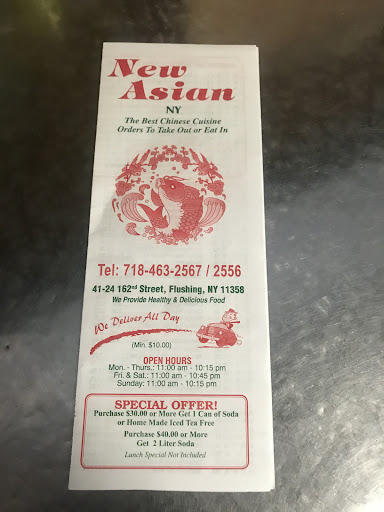 New
Asian
NY
The Best Chinese Cuisine
Orders To Take Out or Eat In
Tel: 718-463-2567 / 2556
41-24 162nd Street, Flushing, NY 11358
We Provide Healthy & Delicious Food
We Deliver All Day
(Min. $10.00)
OPEN HOURS
Mon. - Thurs.: 11:00 am - 10:15 pm
Fri. & Sat.: 11:00 am - 10:45 pm
Sunday: 11:00 am - 10:15 pm
SPECIAL OFFER!
Purchase $30.00 or More Get 1 Can of Soda
or Home Made Iced Tea Free
Purchase $40.00 or More
Get 2 Liter Soda
Lunch Special Not Included